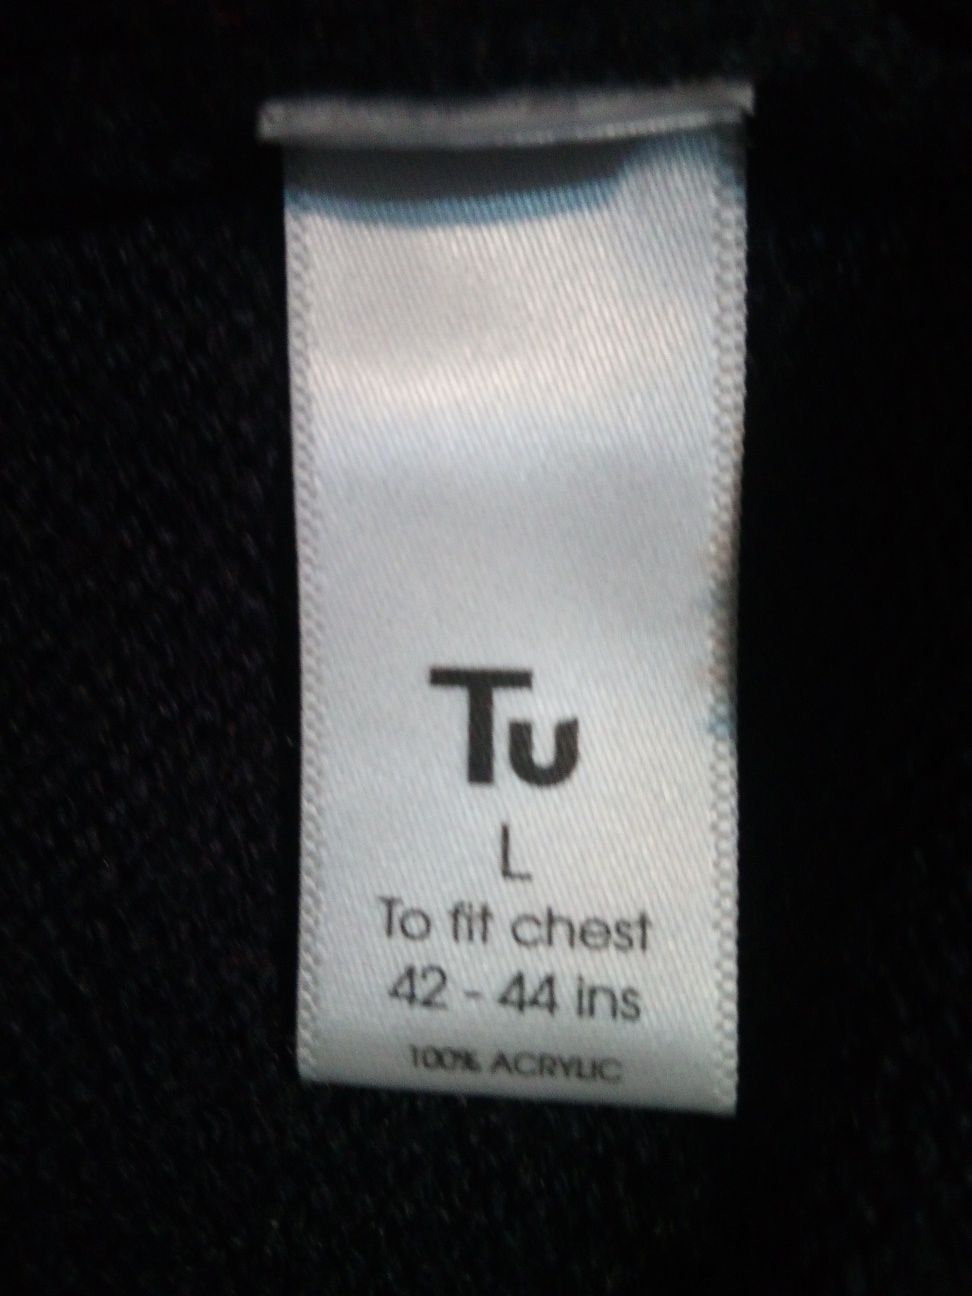 Tu
L
To fit chest
42 - 44 ins
100% ACRYLIC